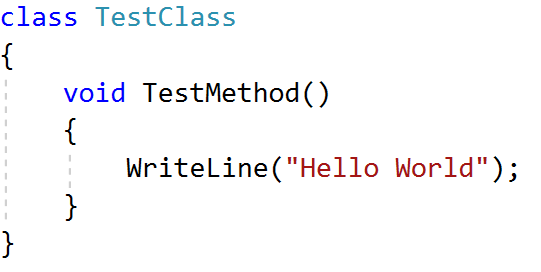 class TestClass
{
    void TestMethod()
    {
        WriteLine("Hello World");
    }
}